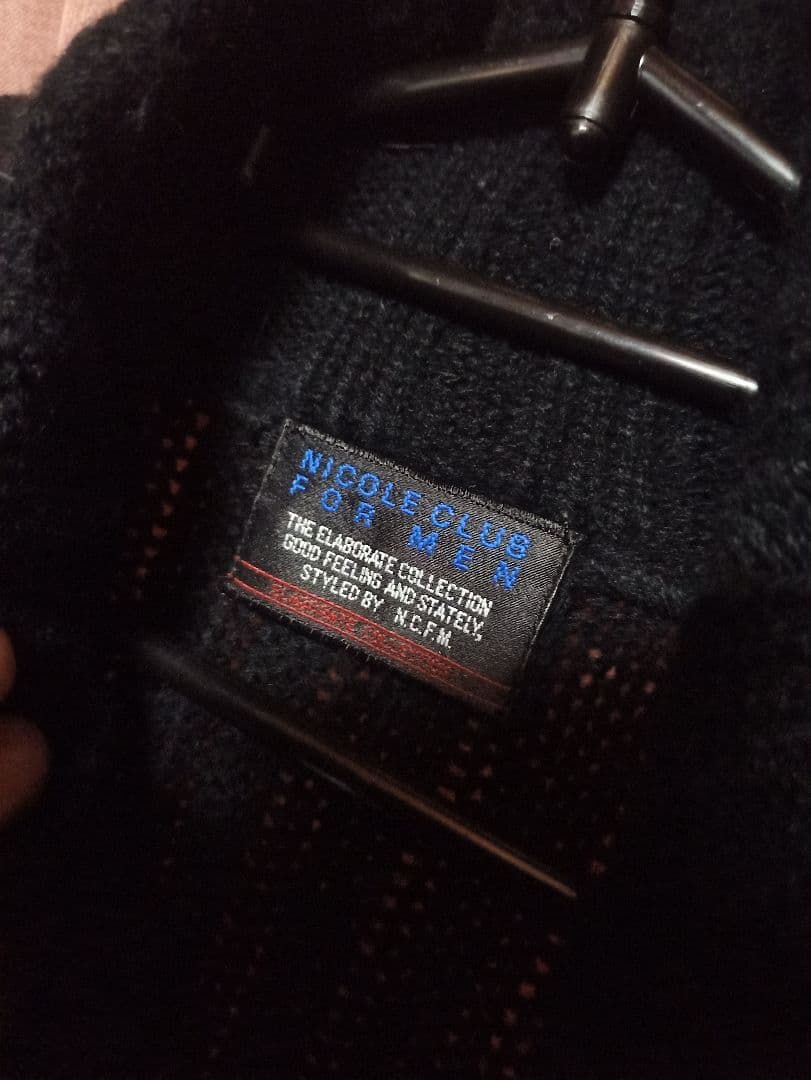 NICOLE CLUB
FOR MEN
THE ELABORATE COLLECTION
GOOD FEELING AND STATELY,
STYLED BY N.C.F.M.